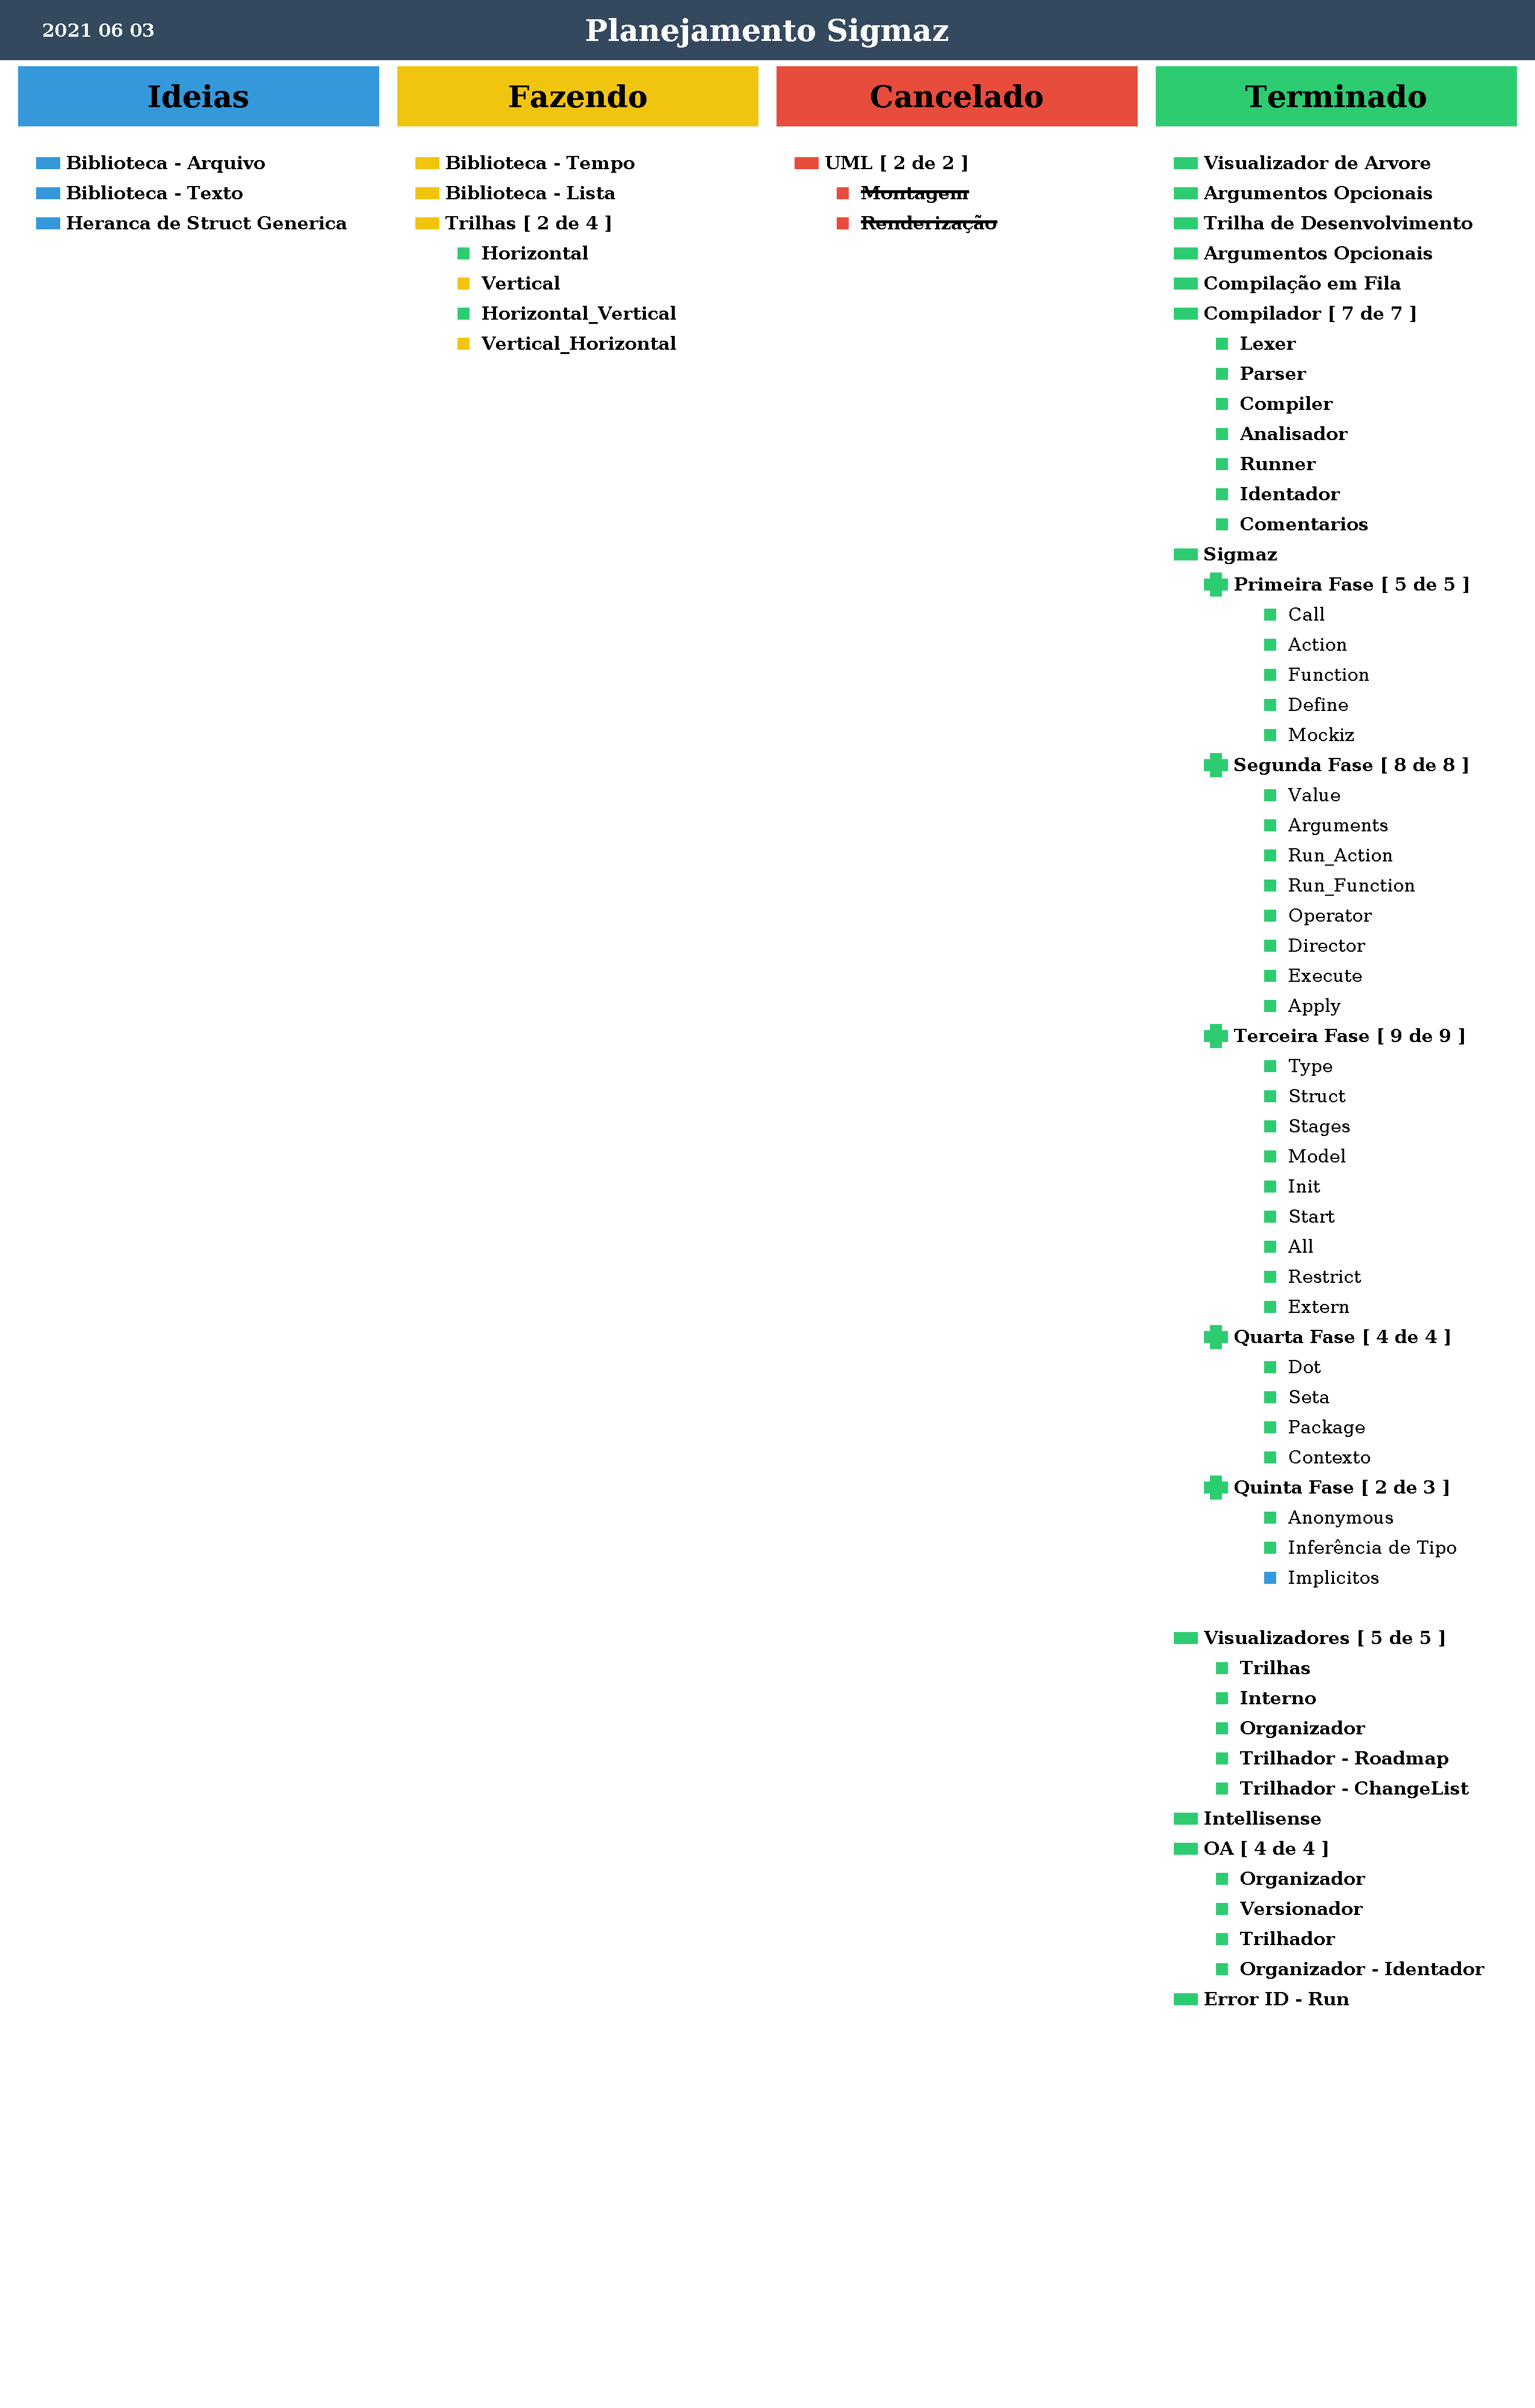 2021 06 03
Planejamento Sigmaz
Ideias
Biblioteca - Arquivo
Biblioteca - Texto
Heranca de Struct Generica
Fazendo
Biblioteca - Tempo
Biblioteca - Lista
Trilhas [ 2 de 4 ]
Horizontal
Vertical
Horizontal_Vertical
Vertical_Horizontal
Cancelado
UML [ 2 de 2 ]
Montagem
Renderização
Terminado
Visualizador de Arvore
Argumentos Opcionais
Trilha de Desenvolvimento
Argumentos Opcionais
Compilação em Fila
Compilador [ 7 de 7 ]
Lexer
Parser
Compiler
Analisador
Runner
Identador
Comentarios
Sigmaz
Primeira Fase [ 5 de 5 ]
Call
Action
Function
Define
Mockiz
Segunda Fase [ 8 de 8 ]
Value
Arguments
Run_Action
Run_Function
Operator
Director
Execute
Apply
Terceira Fase [ 9 de 9 ]
Type
Struct
Stages
Model
Init
Start
All
Restrict
Extern
Quarta Fase [ 4 de 4 ]
Dot
Seta
Package
Contexto
Quinta Fase [ 2 de 3 ]
Anonymous
Inferência de Tipo
Implicitos
Visualizadores [ 5 de 5 ]
Trilhas
Interno
Organizador
Trilhador - Roadmap
Trilhador - ChangeList
Intellisense
OA [ 4 de 4 ]
Organizador
Versionador
Trilhador
Organizador - Identador
Error ID - Run